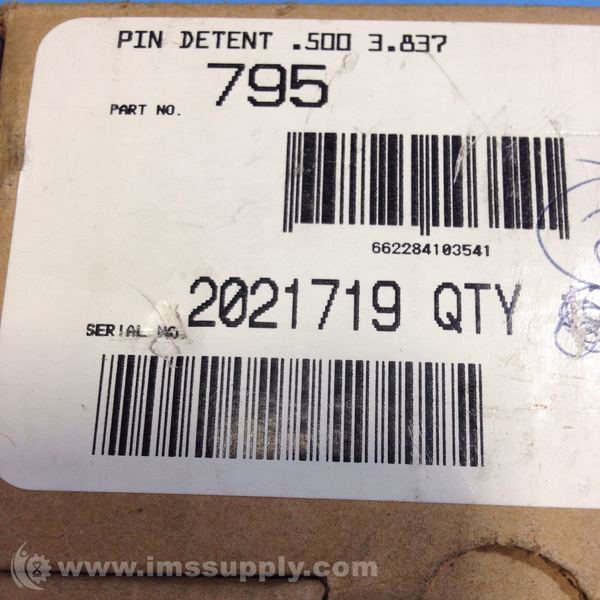 PIN DETENT .500 3.837
PART NO. 795
662284103541
SERIAL NO. 2021719 QTY
www.imssupply.com